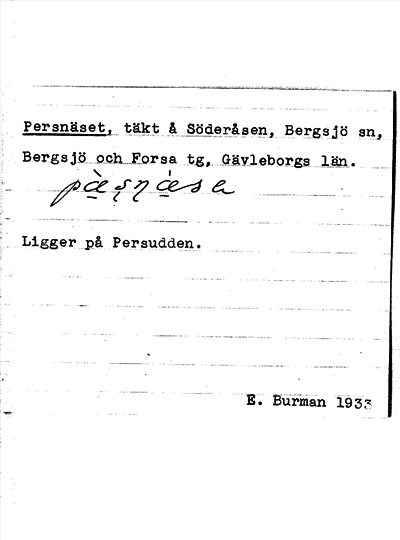 Persnäset, täkt å Söderåsen, Bergsjö sn,
Bergsjö och Forsa tg, Gävleborgs län.
Ligger på Persudden.
E. Burman 1933